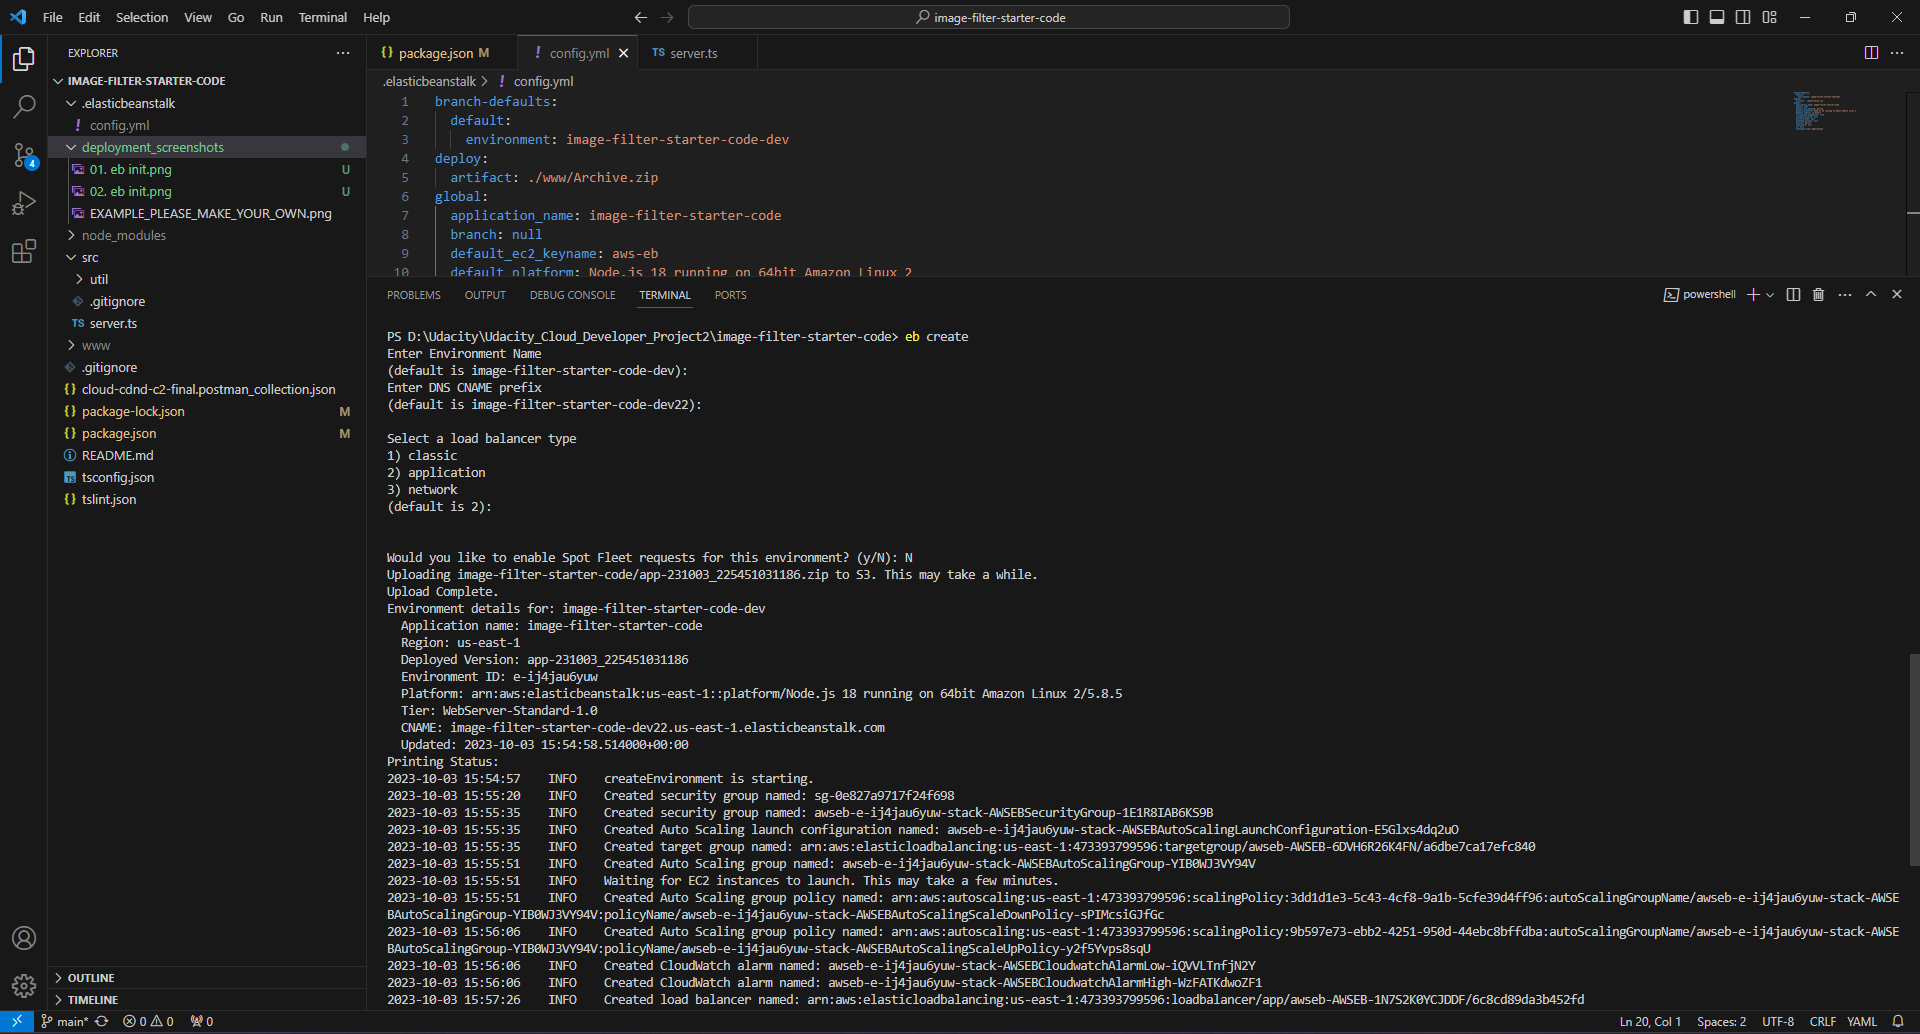 File Edit Selection View Go Run Terminal Help
image-filter-starter-code
EXPLORER
IMAGE-FILTER-STARTER-CODE
.elasticbeanstalk
config.yml
deployment_screenshots
01. eb init.png U
02. eb init.png U
EXAMPLE_PLEASE_MAKE_YOUR_OWN.png
node_modules
src
util
.gitignore
TS server.ts
www
.gitignore
cloud-cdnd-c2-final.postman_collection.json
package-lock.json M
package.json M
README.md
tsconfig.json
tslint.json
OUTLINE
TIMELINE
4
package.json M
config.yml
TS server.ts
.elasticbeanstalk > ! config.yml
1 branch-defaults:
2 default:
3 environment: image-filter-starter-code-dev
4 deploy:
5 artifact: ./www/Archive.zip
6 global:
7 application_name: image-filter-starter-code
8 branch: null
9 default_ec2_keyname: aws-eb
10 default_platform: Node.js 18 running on 64bit Amazon Linux 2
PROBLEMS OUTPUT DEBUG CONSOLE TERMINAL PORTS
powershell
PS D:\Udacity\Udacity_Cloud_Developer_Project2\image-filter-starter-code> eb create
Enter Environment Name
(default is image-filter-starter-code-dev):
Enter DNS CNAME prefix
(default is image-filter-starter-code-dev22):
Select a load balancer type
1) classic
2) application
3) network
(default is 2):
Would you like to enable Spot Fleet requests for this environment? (y/N): N
Uploading image-filter-starter-code/app-231003_225451031186.zip to S3. This may take a while.
Upload Complete.
Environment details for: image-filter-starter-code-dev
Application name: image-filter-starter-code
Region: us-east-1
Deployed Version: app-231003_225451031186
Environment ID: e-ij4jau6yuw
Platform: arn:aws:elasticbeanstalk:us-east-1::platform/Node.js 18 running on 64bit Amazon Linux 2/5.8.5
Tier: WebServer-Standard-1.0
CNAME: image-filter-starter-code-dev22.us-east-1.elasticbeanstalk.com
Updated: 2023-10-03 15:54:58.514000+00:00
Printing Status:
2023-10-03 15:54:57 INFO createEnvironment is starting.
2023-10-03 15:55:20 INFO Created security group named: sg-0e827a9717f24f698
2023-10-03 15:55:35 INFO Created security group named: awseb-e-ij4jau6yuw-stack-AWSEBSecurityGroup-1E1R8IAB6KS9B
2023-10-03 15:55:35 INFO Created Auto Scaling launch configuration named: awseb-e-ij4jau6yuw-stack-AWSEBAutoScalingLaunchConfiguration-E5Glxs4dq2uO
2023-10-03 15:55:35 INFO Created target group named: arn:aws:elasticloadbalancing:us-east-1:473393799596:targetgroup/awseb-AWSEB-6DVH6R26K4FN/a6dbe7ca17efc840
2023-10-03 15:55:51 INFO Created Auto Scaling group named: awseb-e-ij4jau6yuw-stack-AWSEBAutoScalingGroup-YIB0WJ3VY94V
2023-10-03 15:55:51 INFO Waiting for EC2 instances to launch. This may take a few minutes.
2023-10-03 15:55:51 INFO Created Auto Scaling group policy named: arn:aws:autoscaling:us-east-1:473393799596:scalingPolicy:3dd1d1e3-5c43-4cf8-9a1b-5cfe39d4ff96:autoScalingGroupName/awseb-e-ij4jau6yuw-stack-AWSE
BAutoScalingGroup-YIB0WJ3VY94V:policyName/awseb-e-ij4jau6yuw-stack-AWSEBAutoScalingScaleDownPolicy-sPIMcsiGJfGc
2023-10-03 15:56:06 INFO Created Auto Scaling group policy named: arn:aws:autoscaling:us-east-1:473393799596:scalingPolicy:9b597e73-ebb2-4251-950d-44ebc8bffdba:autoScalingGroupName/awseb-e-ij4jau6yuw-stack-AWSE
BAutoScalingGroup-YIB0WJ3VY94V:policyName/awseb-e-ij4jau6yuw-stack-AWSEBAutoScalingScaleUpPolicy-y2f5Yvps8sqU
2023-10-03 15:56:06 INFO Created CloudWatch alarm named: awseb-e-ij4jau6yuw-stack-AWSEBCloudwatchAlarmLow-iQVVLTnfjN2Y
2023-10-03 15:56:06 INFO Created CloudWatch alarm named: awseb-e-ij4jau6yuw-stack-AWSEBCloudwatchAlarmHigh-WzFATKdwoZF1
2023-10-03 15:57:26 INFO Created load balancer named: arn:aws:elasticloadbalancing:us-east-1:473393799596:loadbalancer/app/awseb-AWSEB-1N7S2K0YCJDDF/6c8cd89da3b452fd
main* 0 0 0 Ln 20, Col 1 Spaces: 2 UTF-8 CRLF YAML